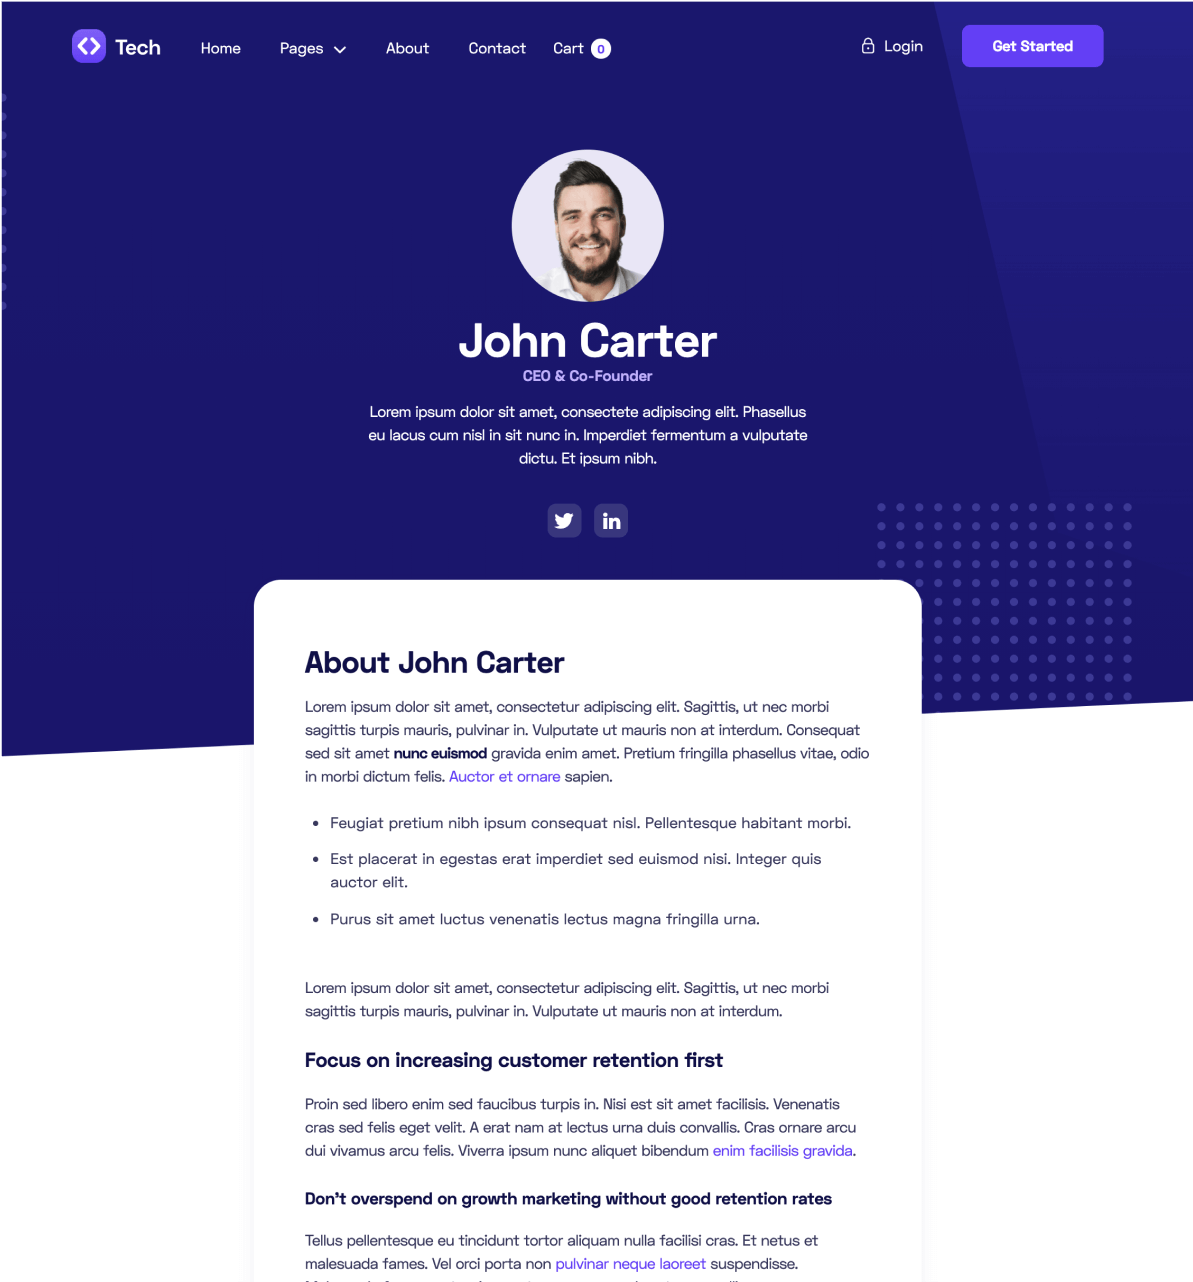 Tech
Home
Pages
About
Contact
Cart 0
Login
Get Started
John Carter
CEO & Co-Founder
Lorem ipsum dolor sit amet, consectete adipiscing elit. Phasellus
eu lacus cum nisl in sit nunc in. Imperdiet fermentum a vulputate
dictu. Et ipsum nibh.
in
About John Carter
Lorem ipsum dolor sit amet, consectetur adipiscing elit. Sagittis, ut nec morbi
sagittis turpis mauris, pulvinar in. Vulputate ut mauris non at interdum. Consequat
sed sit amet nunc euismod gravida enim amet. Pretium fringilla phasellus vitae, odio
in morbi dictum felis. Auctor et ornare sapien.
• Feugiat pretium nibh ipsum consequat nisl. Pellentesque habitant morbi.
• Est placerat in egestas erat imperdiet sed euismod nisi. Integer quis
auctor elit.
• Purus sit amet luctus venenatis lectus magna fringilla urna.
Lorem ipsum dolor sit amet, consectetur adipiscing elit. Sagittis, ut nec morbi
sagittis turpis mauris, pulvinar in. Vulputate ut mauris non at interdum.
Focus on increasing customer retention first
Proin sed libero enim sed faucibus turpis in. Nisi est sit amet facilisis. Venenatis
cras sed felis eget velit. A erat nam at lectus urna duis convallis. Cras ornare arcu
dui vivamus arcu felis. Viverra ipsum nunc aliquet bibendum enim facilisis gravida.
Don't overspend on growth marketing without good retention rates
Tellus pellentesque eu tincidunt tortor aliquam nulla facilisi cras. Et netus et
malesuada fames. Vel orci porta non pulvinar neque laoreet suspendisse.